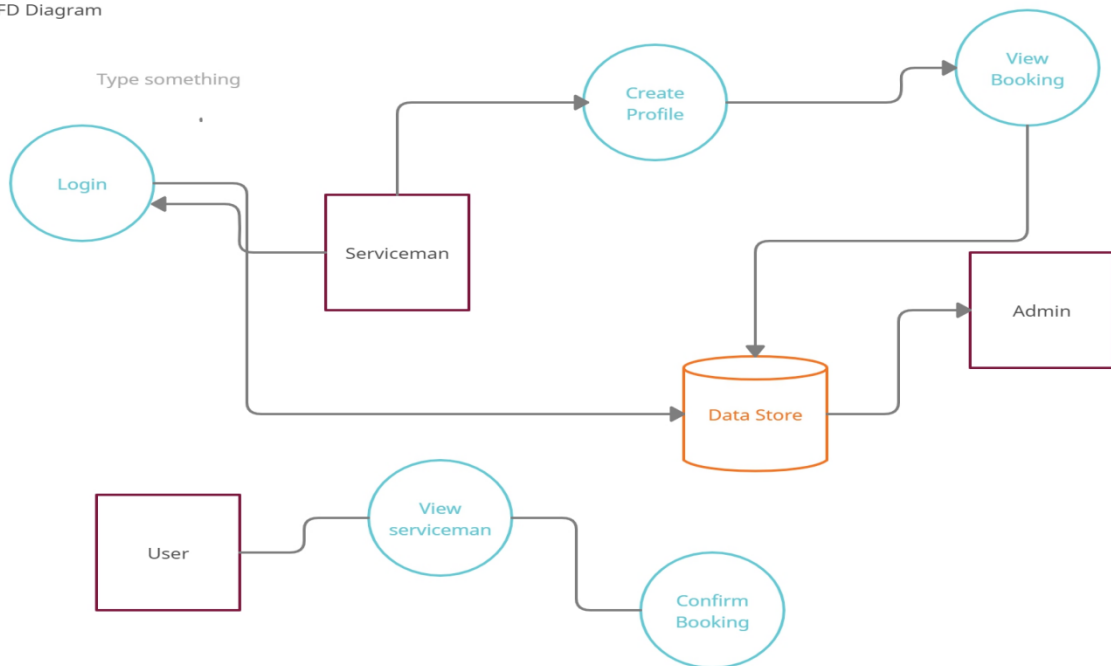 FD Diagram
Type something
Create
Profile
View
Booking
Login
Serviceman
Admin
Data Store
View
serviceman
User
Confirm
Booking